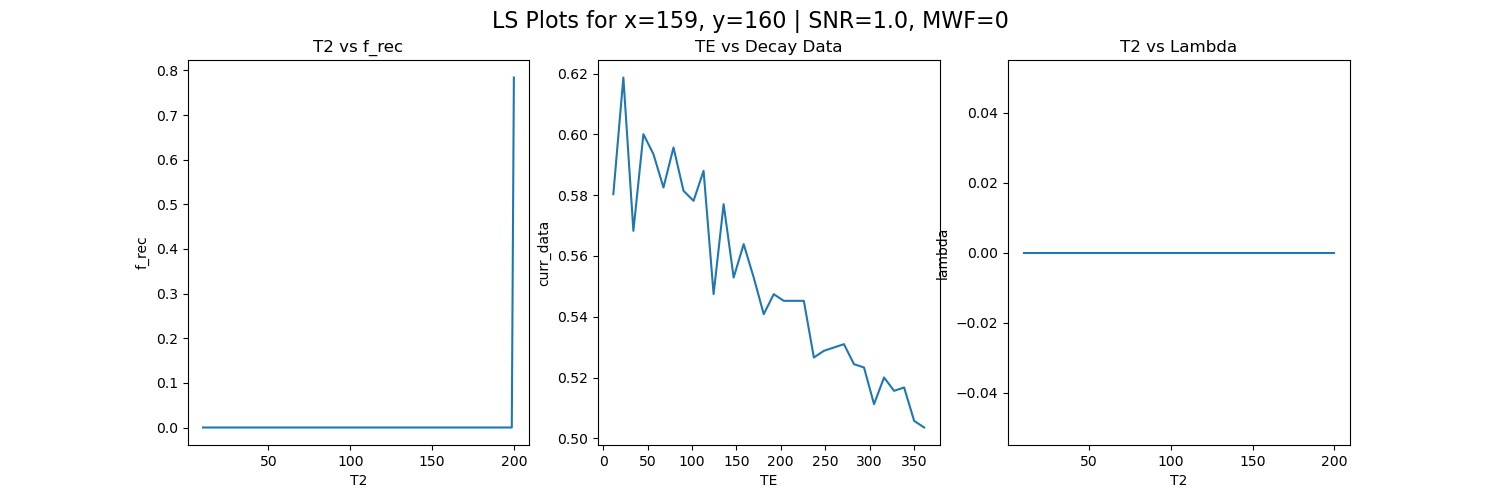 LS Plots for x=159, y=160 | SNR=1.0, MWF=0
T2 vs f_rec
0.8
0.7
0.6
0.5
0.4
0.3
0.2
0.1
0.0
f_rec
50 100 150 200
T2
TE vs Decay Data
0.62
0.60
0.58
0.56
0.54
0.52
0.50
curr_data
0 50 100 150 200 250 300 350
TE
T2 vs Lambda
0.04
0.02
0.00
−0.02
−0.04
lambda
50 100 150 200
T2